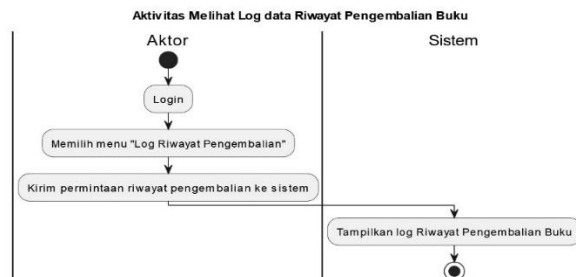 Aktivitas Melihat Log data Riwayat Pengembalian Buku
Aktor
Sistem
Login
Memilih menu "Log Riwayat Pengembalian"
Kirim permintaan riwayat pengembalian ke sistem
Tampilkan log Riwayat Pengembalian Buku